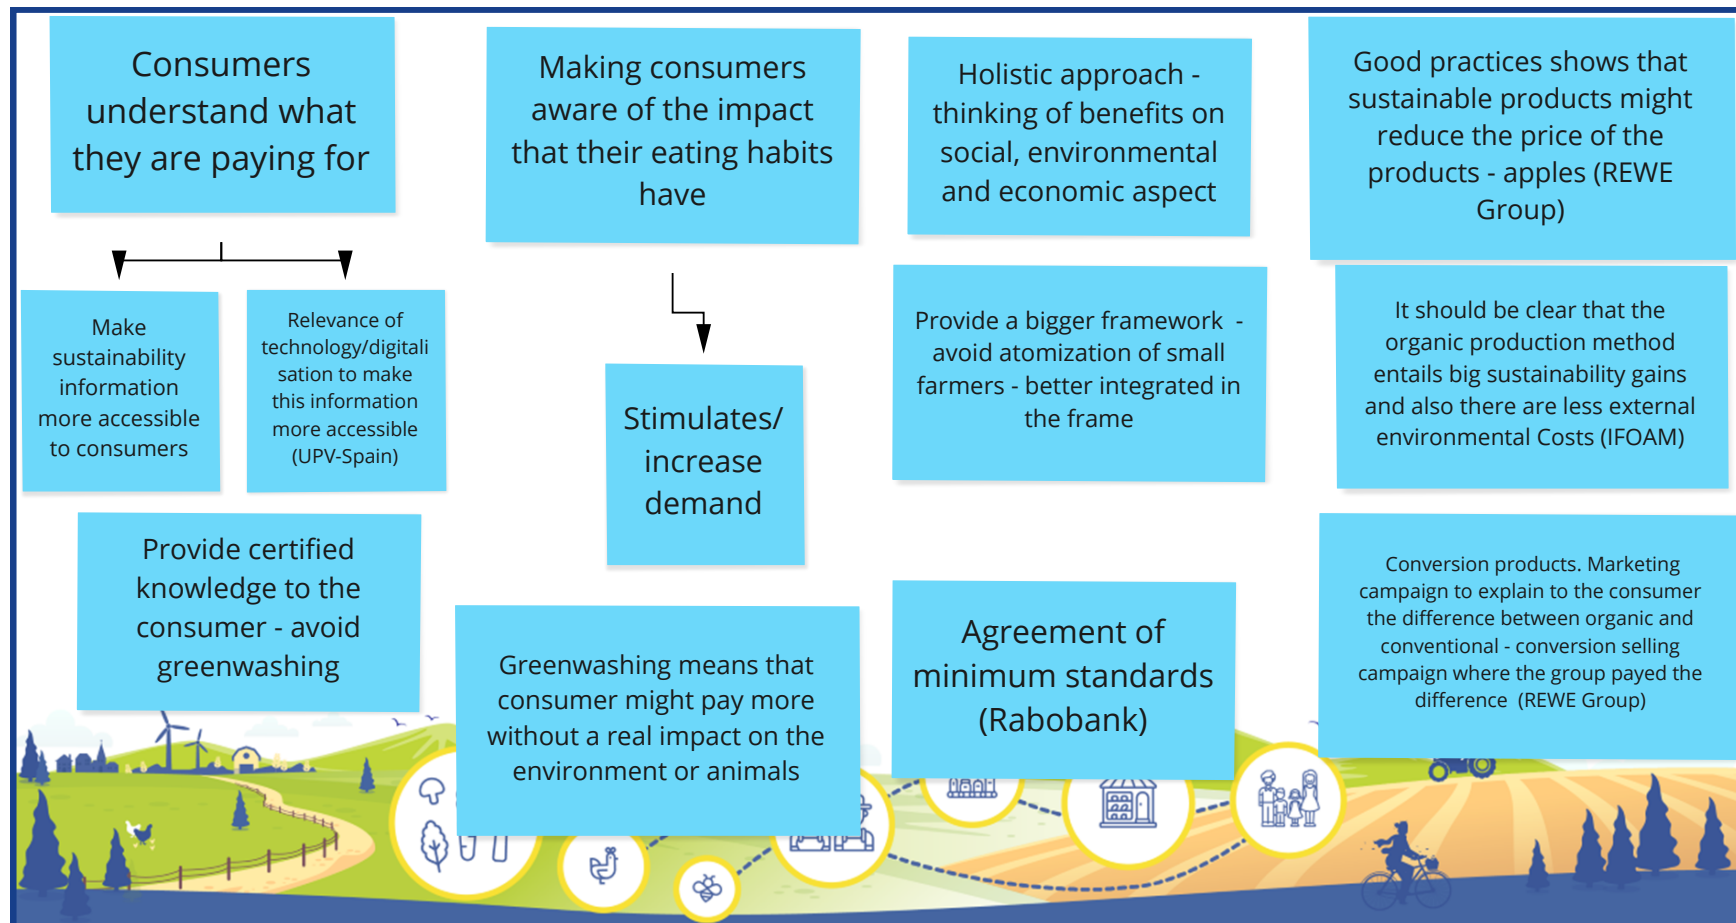 Consumers
understand what
they are paying for
Make
sustainability
information
more accessible
to consumers
Relevance of
technology/digitali
sation to make
this information
more accessible
(UPV-Spain)
Provide certified
knowledge to the
consumer - avoid
greenwashing
Making consumers
aware of the impact
that their eating habits
have
Stimulates/
increase
demand
Greenwashing means that
consumer might pay more
without a real impact on the
environment or animals
Holistic approach -
thinking of benefits on
social, environmental
and economic aspect
Provide a bigger framework  -
avoid atomization of small
farmers - better integrated in
the frame
Agreement of
minimum standards
(Rabobank)
Good practices shows that
sustainable products might
reduce the price of the
products - apples (REWE
Group)
It should be clear that the
organic production method
entails big sustainability gains
and also there are less external
environmental Costs (IFOAM)
Conversion products. Marketing
campaign to explain to the consumer
the difference between organic and
conventional - conversion selling
campaign where the group payed the
difference  (REWE Group)